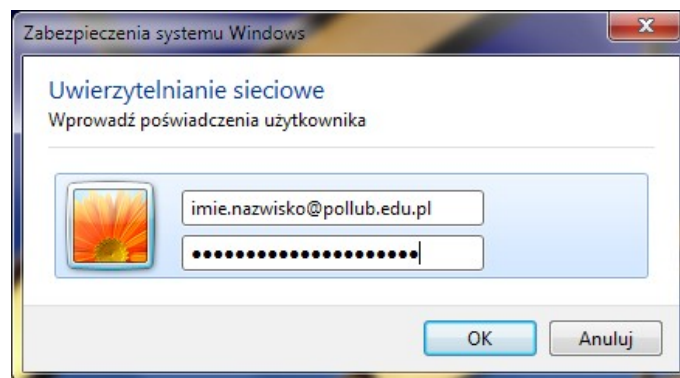 Zabezpieczenia systemu Windows
Uwierzytelnianie sieciowe
Wprowadź poświadczenia użytkownika
imie.nazwisko@pollub.edu.pl
●●●●●●●●●●●●●●●●●●●●●
OK Anuluj